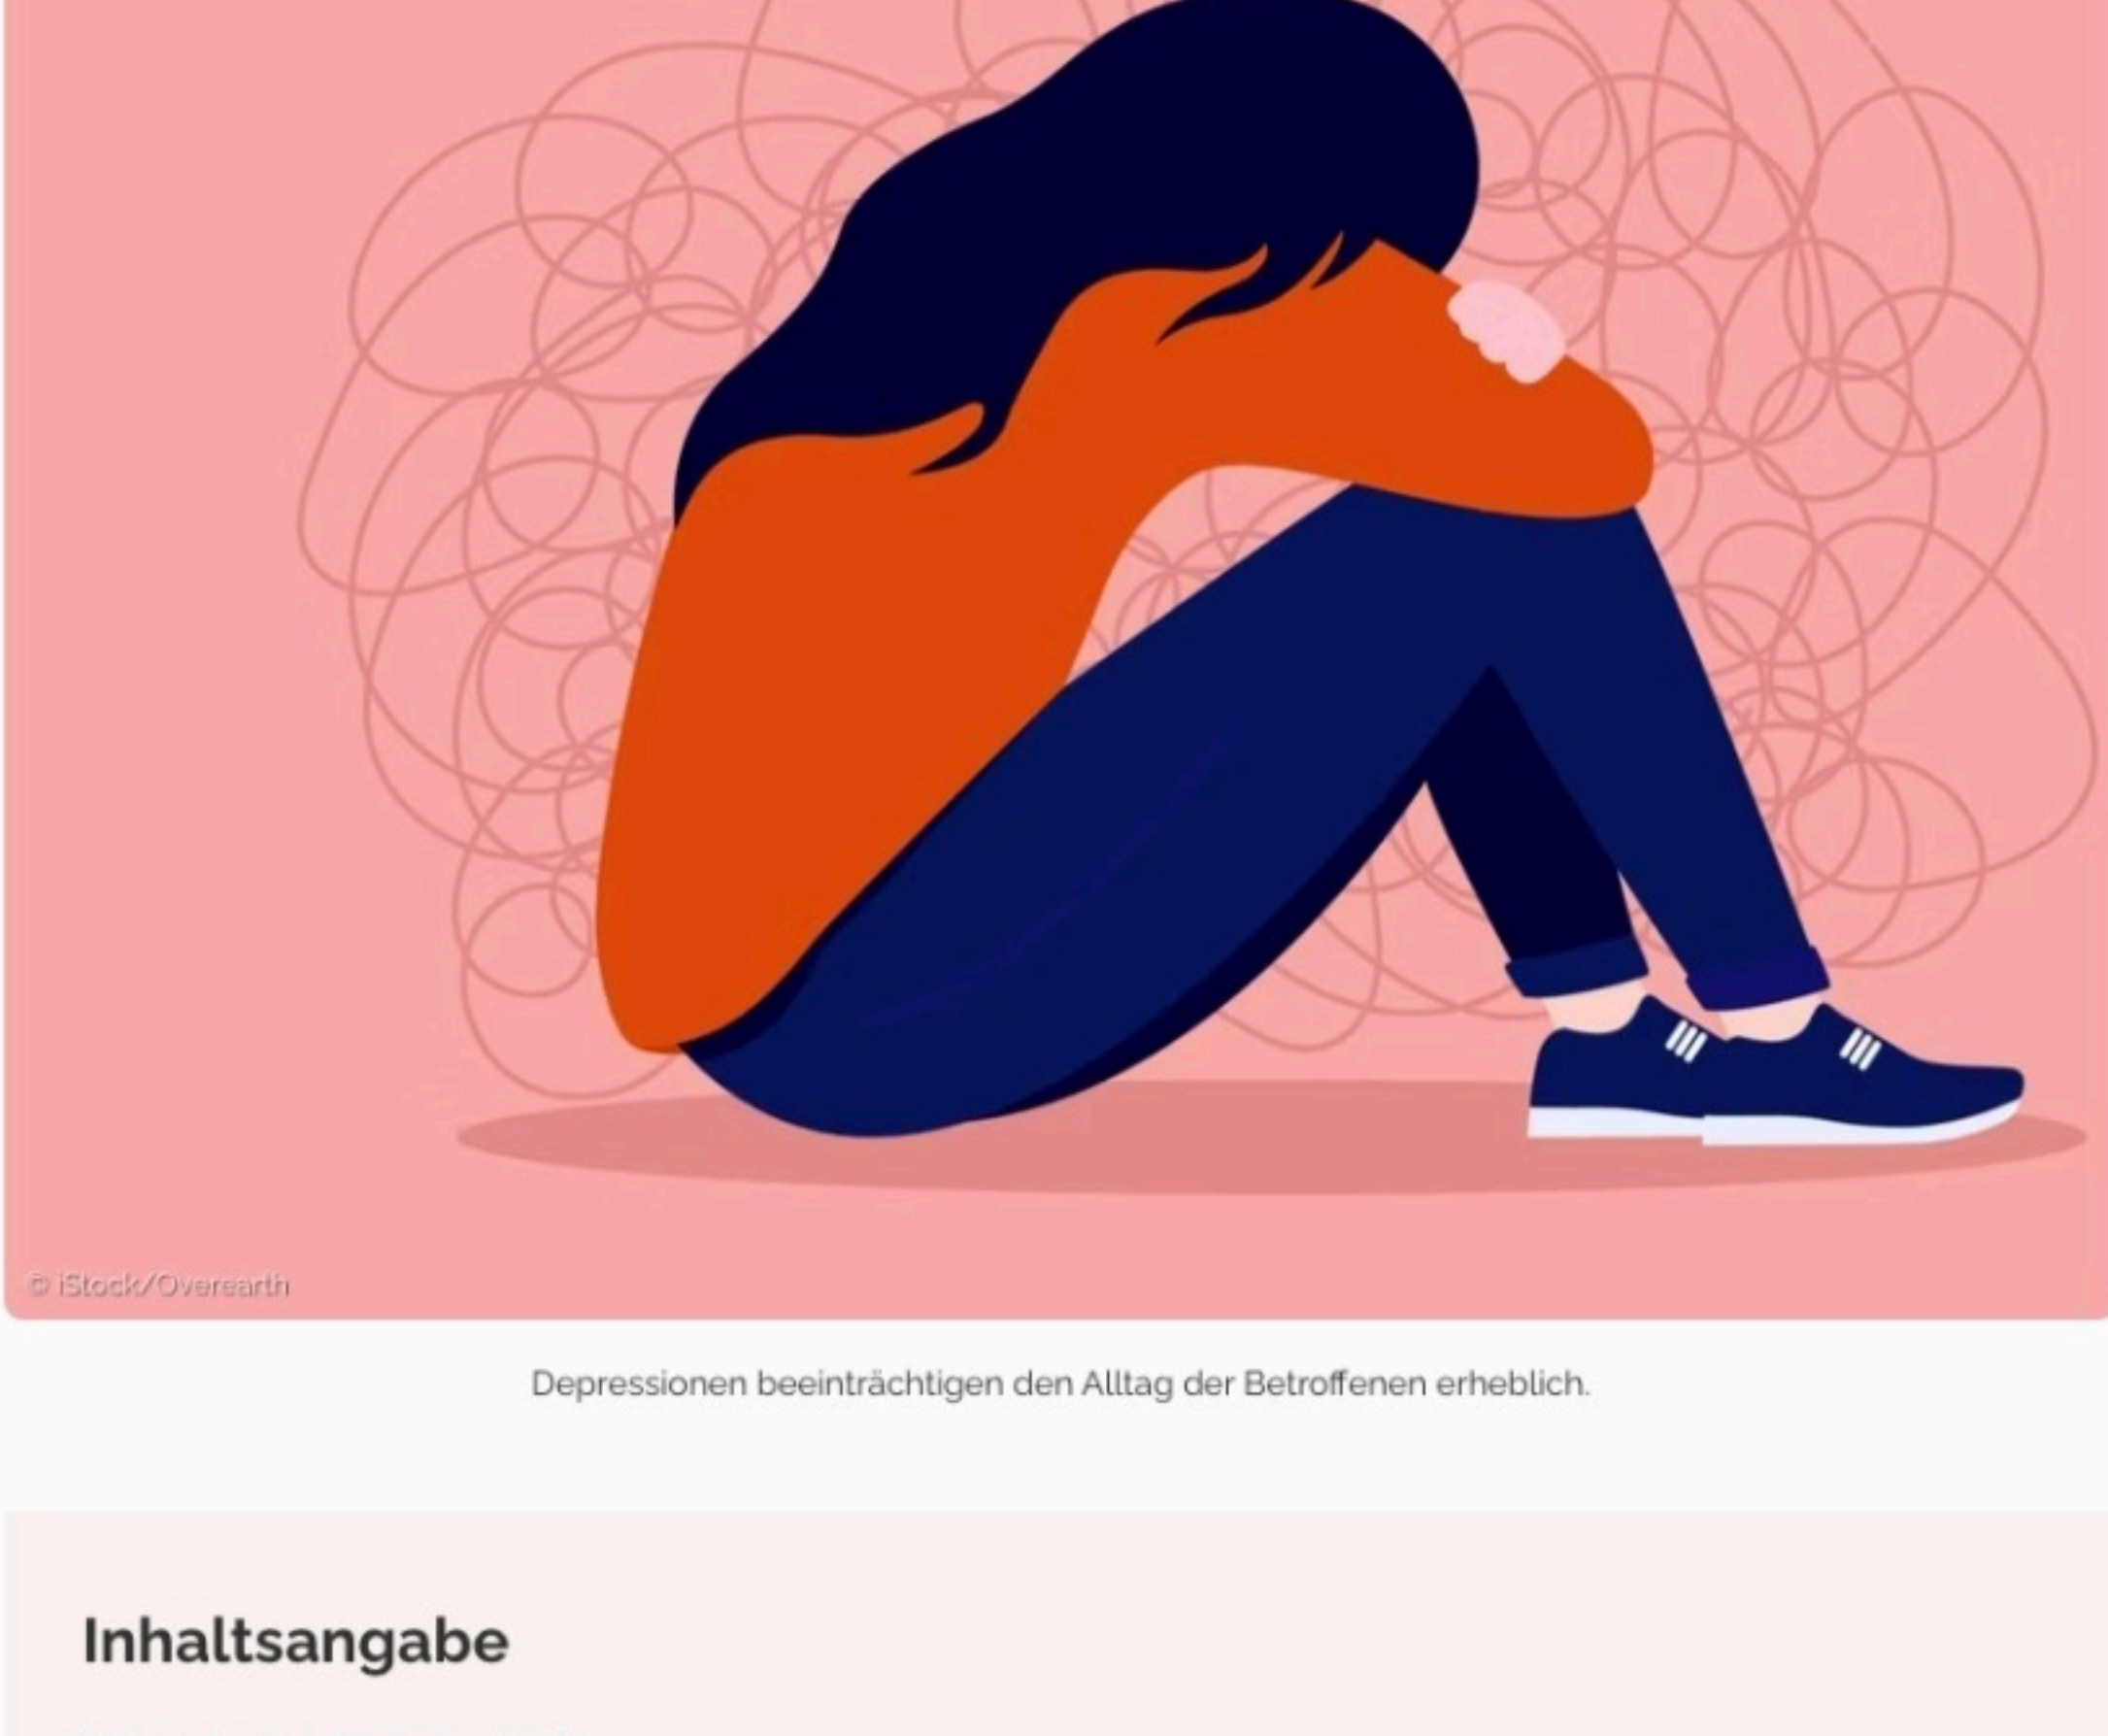 © iStock/Overearth
Depressionen beeinträchtigen den Alltag der Betroffenen erheblich.
Inhaltsangabe